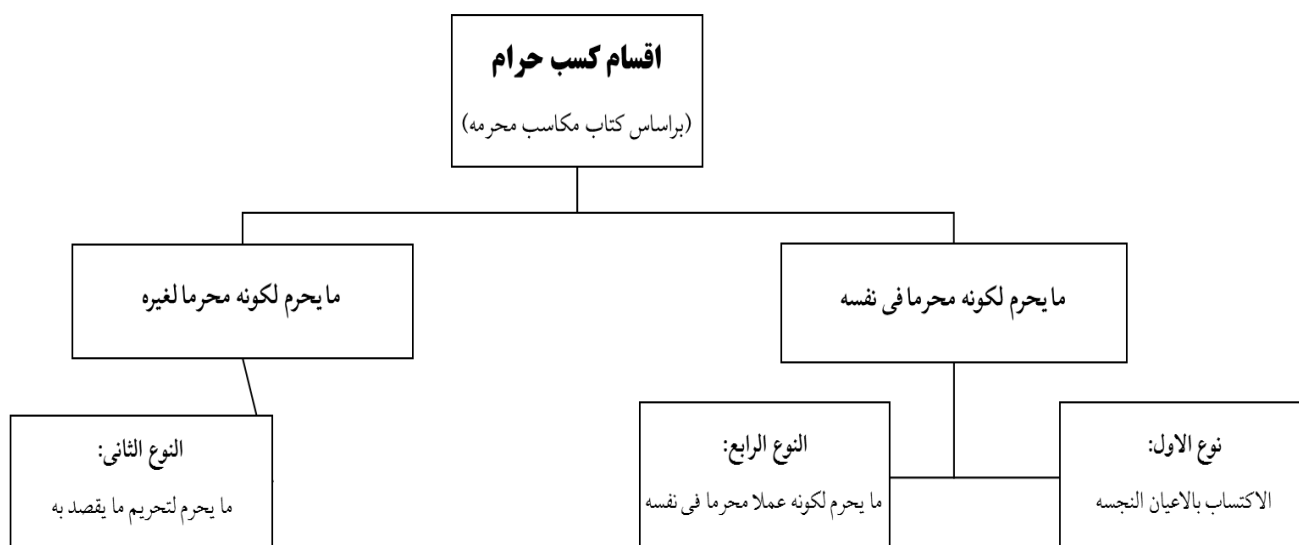 اقسام کسب حرام
(براساس کتاب مکاسب محرمه)
ما یحرم لکونه محرما فی نفسه
ما یحرم لکونه محرما لغیره
نوع الاول:
الاکتساب بالاعیان النجسه
النوع الرابع:
ما یحرم لکونه عملا محرما فی نفسه
النوع الثانی:
ما یحرم لتحریم ما یقصد به